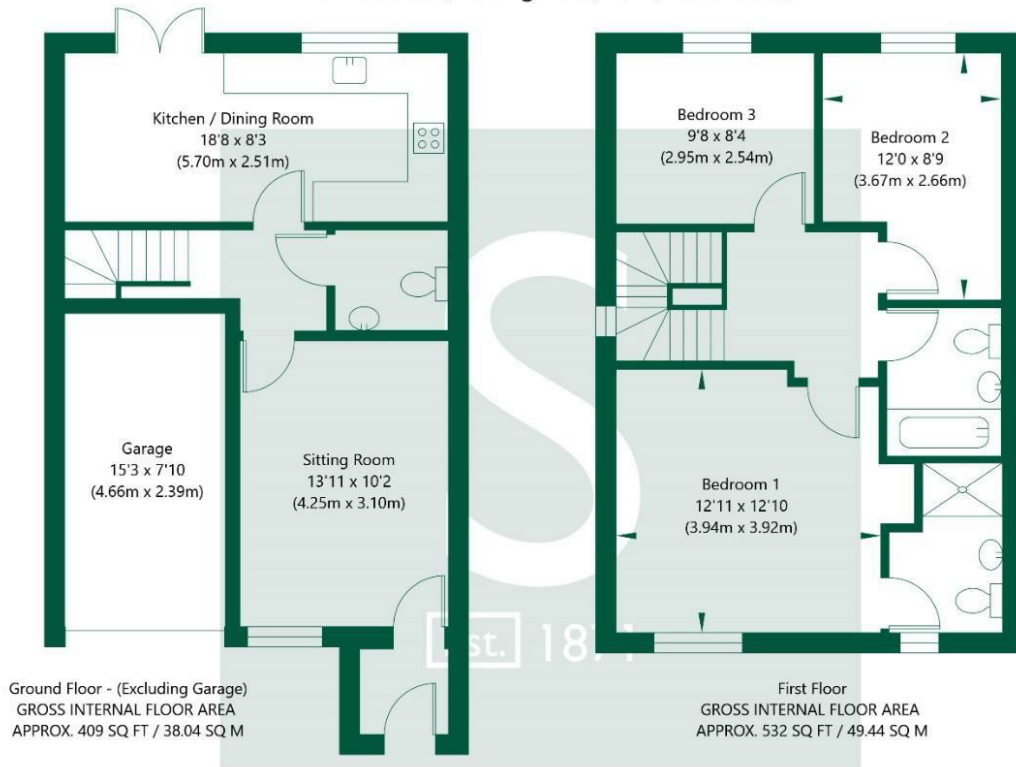 Kitchen / Dining Room
18'8 x 8'3
(5.70m x 2.51m)
Bedroom 3
9'8 x 8'4
(2.95m x 2.54m)
Bedroom 2
12'0 x 8'9
(3.67m x 2.66m)
Garage
15'3 x 7'10
(4.66m x 2.39m)
Sitting Room
13'11 x 10'2
(4.25m x 3.10m)
Bedroom 1
12'11 x 12'10
(3.94m x 3.92m)
S
Est. 1871
Ground Floor - (Excluding Garage)
GROSS INTERNAL FLOOR AREA
APPROX. 409 SQ FT / 38.04 SQ M
First Floor
GROSS INTERNAL FLOOR AREA
APPROX. 532 SQ FT / 49.44 SQ M